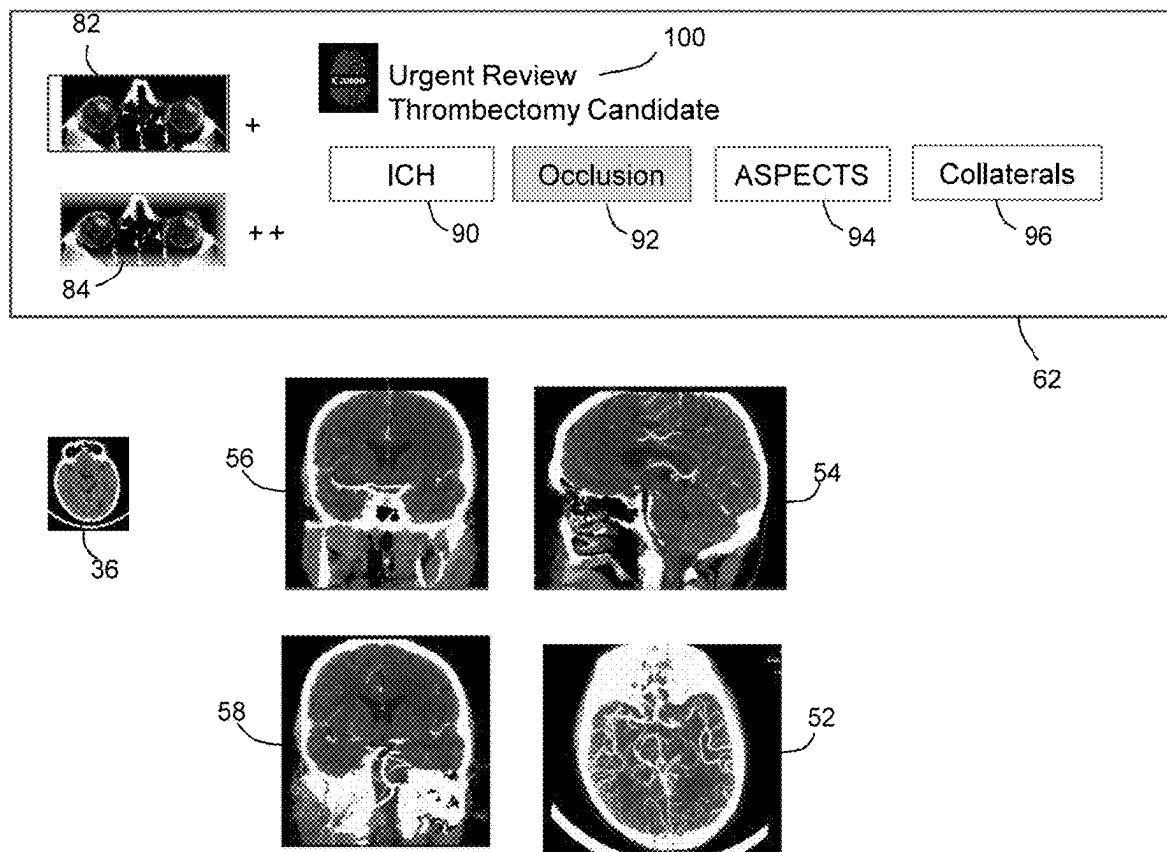 82
100
Urgent Review
Thrombectomy Candidate
+
ICH
Occlusion
ASPECTS
Collaterals
++
90
92
94
96
84
62
56
54
36
58
52